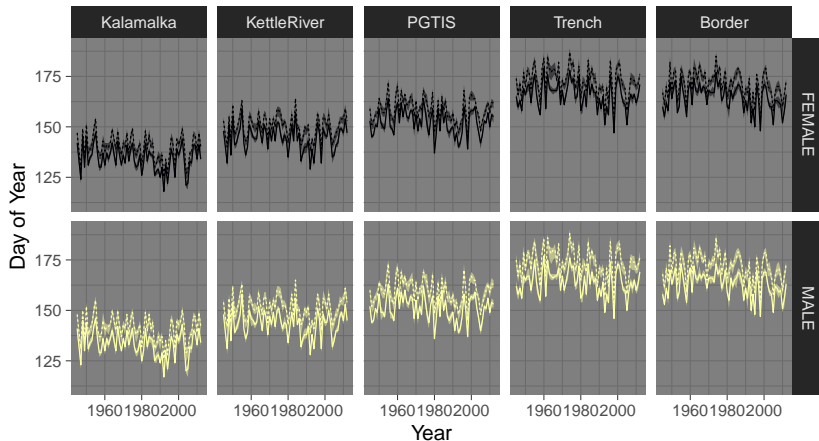 Kalamalka KettleRiver PGTIS Trench Border
175
150
125
FEMALE
175
150
125
MALE
Day of Year
1960 1980 2000 1960 1980 2000 1960 1980 2000 1960 1980 2000 1960 1980 2000
Year